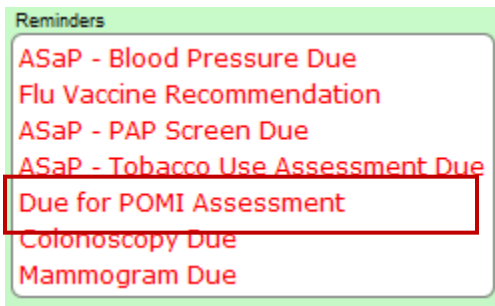 Reminders
ASaP - Blood Pressure Due
Flu Vaccine Recommendation
ASaP - PAP Screen Due
ASaP - Tobacco Use Assessment Due
Due for POMI Assessment
Colonoscopy Due
Mammogram Due